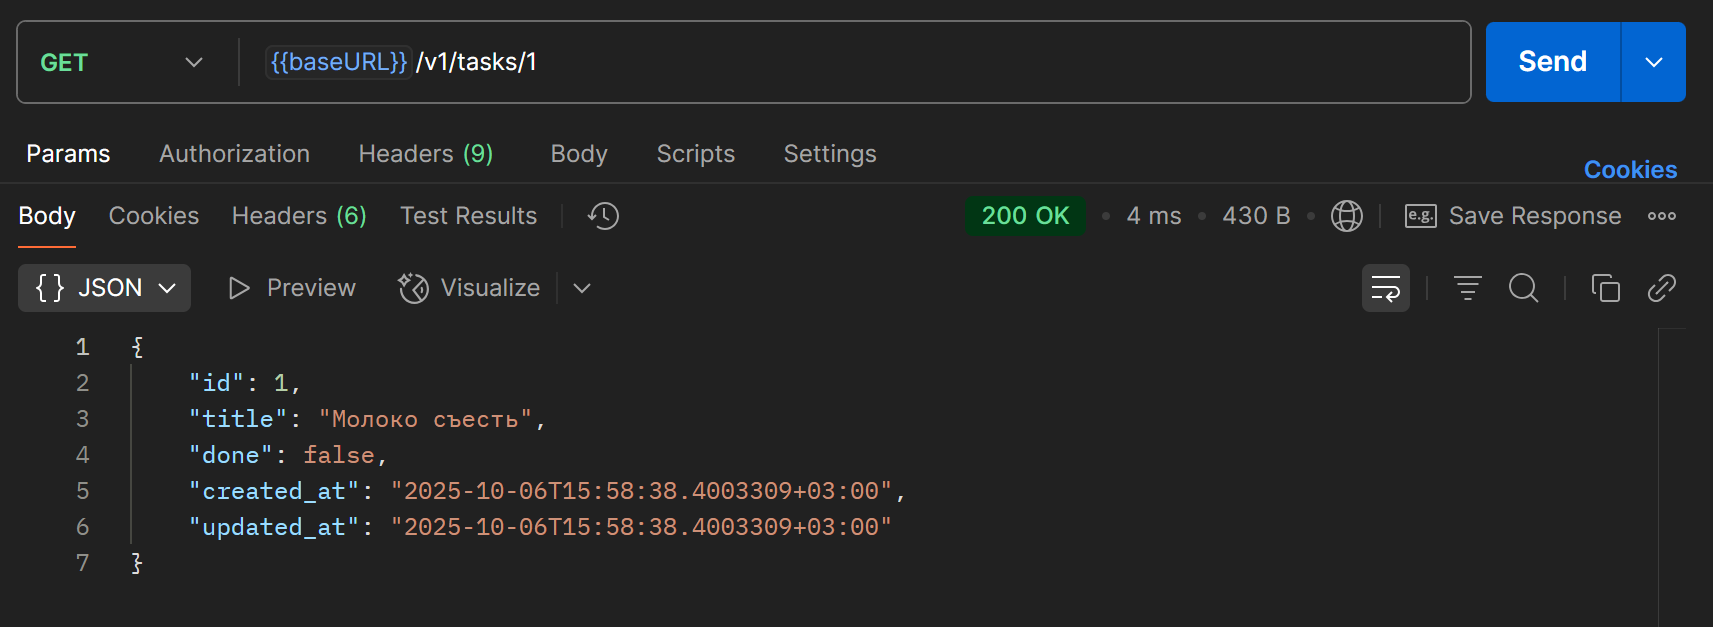 GET {{baseURL}}/v1/tasks/1 Send
Params Authorization Headers (9) Body Scripts Settings Cookies
Body Cookies Headers (6) Test Results 200 OK • 4 ms • 430 B • e.g. Save Response
{} JSON Preview Visualize
1 {
2 "id": 1,
3 "title": "Молоко съесть",
4 "done": false,
5 "created_at": "2025-10-06T15:58:38.4003309+03:00",
6 "updated_at": "2025-10-06T15:58:38.4003309+03:00"
7 }